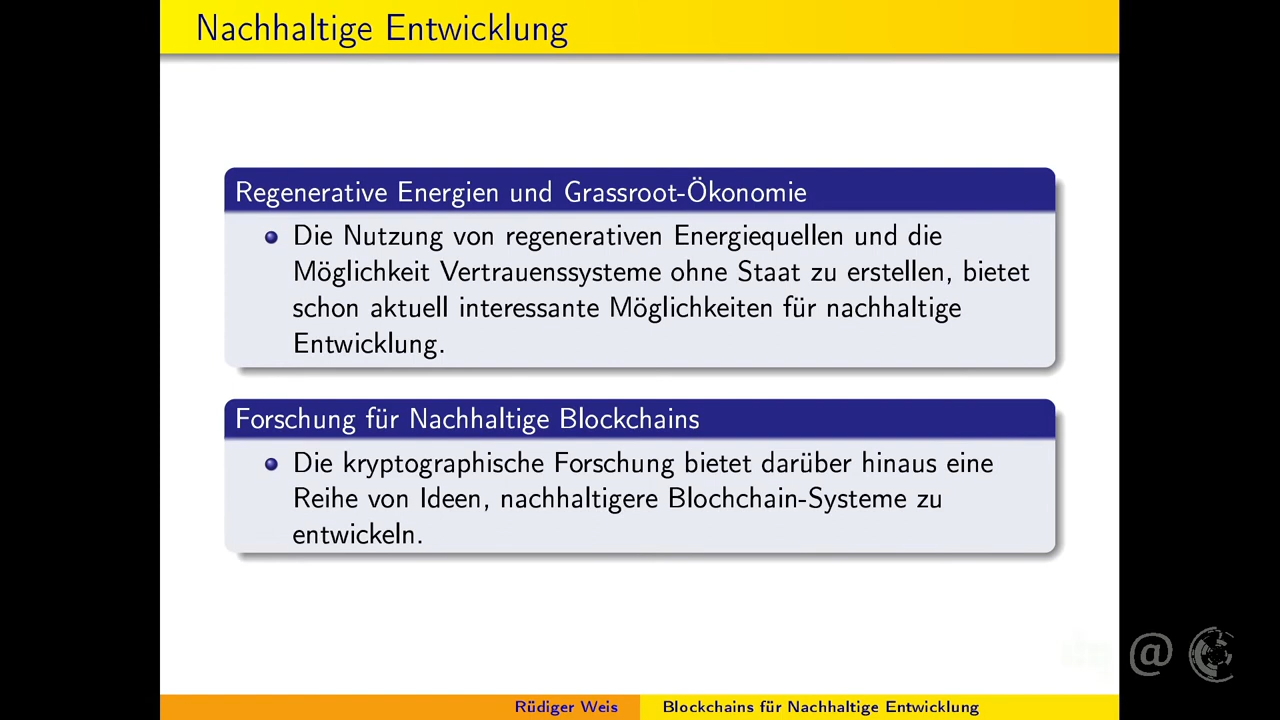 Nachhaltige Entwicklung
Regenerative Energien und Grassroot-Ökonomie
Die Nutzung von regenerativen Energiequellen und die
Möglichkeit Vertrauenssysteme ohne Staat zu erstellen, bietet
schon aktuell interessante Möglichkeiten für nachhaltige
Entwicklung.
Forschung für Nachhaltige Blockchains
Die kryptographische Forschung bietet darüber hinaus eine
Reihe von Ideen, nachhaltigere Blochchain-Systeme zu
entwickeln.
@
Rüdiger Weis
Blockchains für Nachhaltige Entwicklung